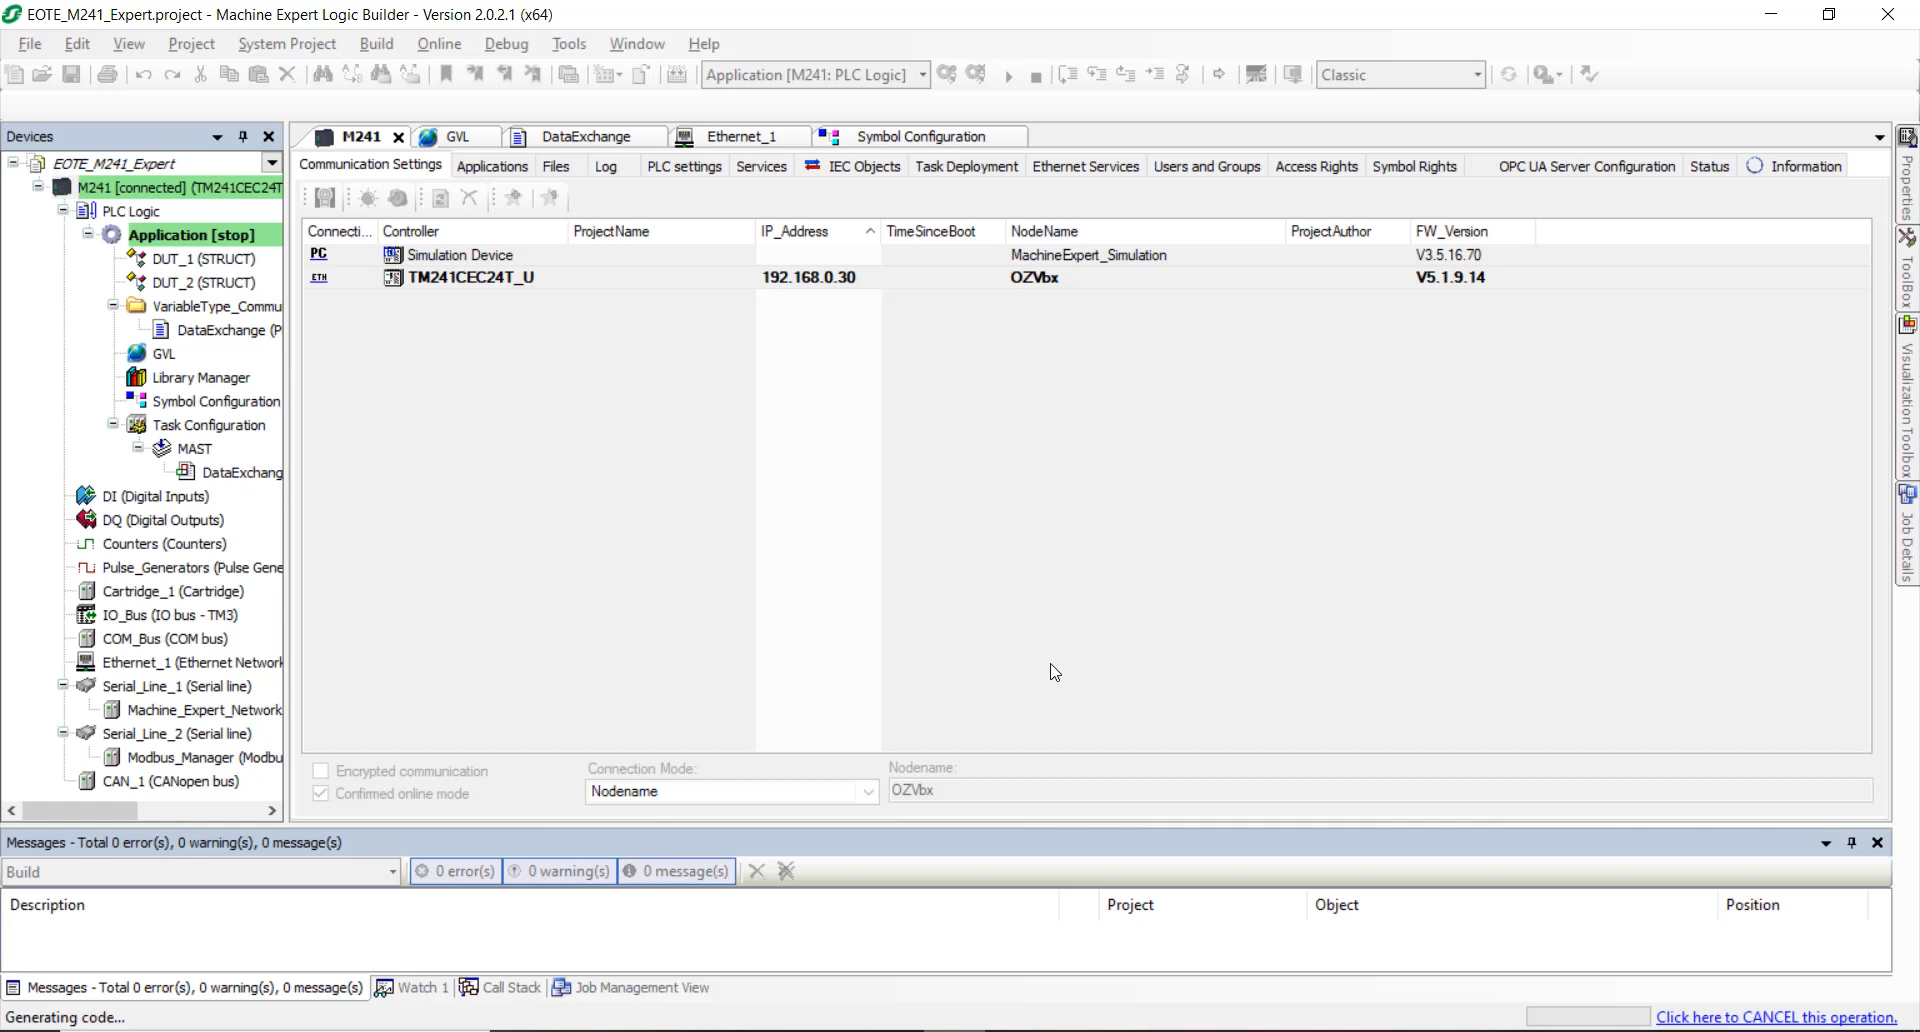 EOTE_M241_Expert.project - Machine Expert Logic Builder - Version 2.0.2.1 (x64)
File Edit View Project System Project Build Online Debug Tools Window Help
Application [M241: PLC Logic]
Classic
Devices
EOTE_M241_Expert
M241 [connected] (TM241CEC24T
PLC Logic
Application [stop]
DUT_1 (STRUCT)
DUT_2 (STRUCT)
VariableType_Commu
DataExchange (P
GVL
Library Manager
Symbol Configuration
Task Configuration
MAST
DataExchang
DI (Digital Inputs)
DQ (Digital Outputs)
Counters (Counters)
Pulse_Generators (Pulse Gene
Cartridge_1 (Cartridge)
IO_Bus (IO bus - TM3)
COM_Bus (COM bus)
Ethernet_1 (Ethernet Network
Serial_Line_1 (Serial line)
Machine_Expert_Network
Serial_Line_2 (Serial line)
Modbus_Manager (Modbu
CAN_1 (CANopen bus)
M241 GVL DataExchange Ethernet_1 Symbol Configuration
Communication Settings Applications Files Log PLC settings Services IEC Objects Task Deployment Ethernet Services Users and Groups Access Rights Symbol Rights OPC UA Server Configuration Status Information
Connecti... Controller ProjectName IP_Address TimeSinceBoot NodeName ProjectAuthor FW_Version
PC Simulation Device MachineExpert_Simulation V3.5.16.70
ETH TM241CEC24T_U 192.168.0.30 OZVbx V5.1.9.14
Encrypted communication
Confirmed online mode
Connection Mode:
Nodename
Nodename:
OZVbx
Properties
ToolBox
Visualization Toolbox
Job Details
Messages - Total 0 error(s), 0 warning(s), 0 message(s)
Build 0 error(s) 0 warning(s) 0 message(s)
Description Project Object Position
Messages - Total 0 error(s), 0 warning(s), 0 message(s) Watch 1 Call Stack Job Management View
Generating code... Click here to CANCEL this operation.